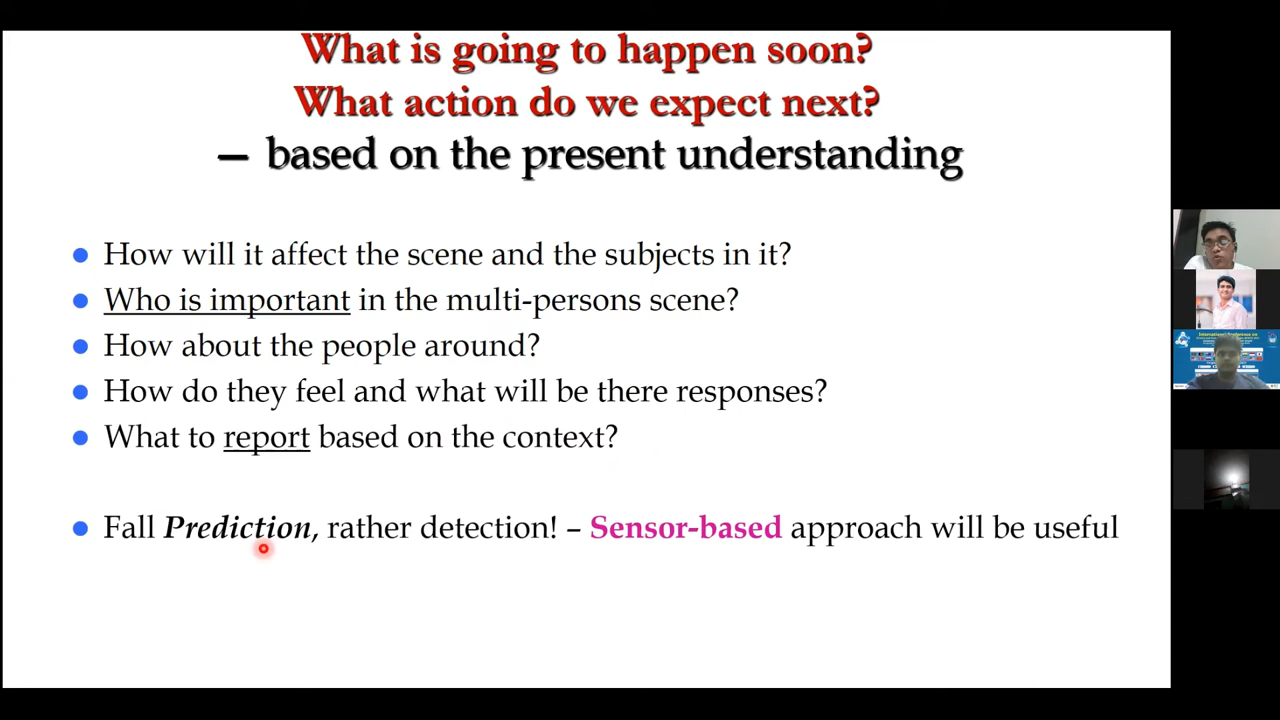 What is going to happen soon?
What action do we expect next?
— based on the present understanding
● How will it affect the scene and the subjects in it?
● Who is important in the multi-persons scene?
● How about the people around?
● How do they feel and what will be there responses?
● What to report based on the context?
● Fall Prediction, rather detection! – Sensor-based approach will be useful
International Conference on